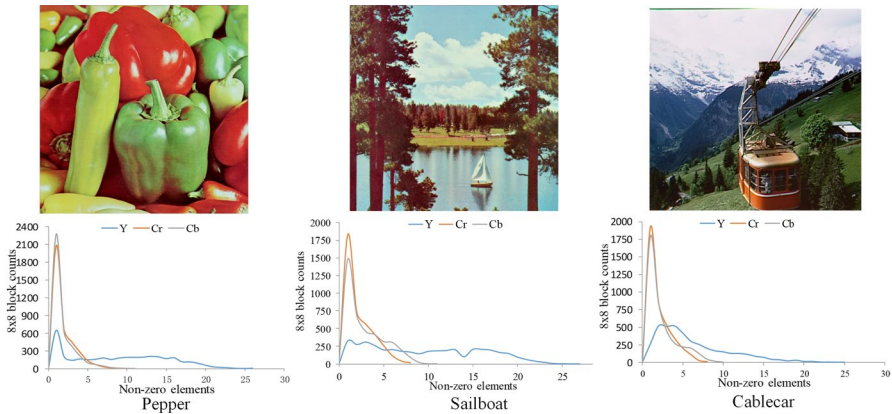 Y Cr Cb
8x8 block counts
2400
2100
1800
1500
1200
900
600
300
0
0 5 10 15 20 25 30
Non-zero elements
Pepper
Y Cr Cb
8x8 block counts
2000
1750
1500
1250
1000
750
500
250
0
0 5 10 15 20 25
Non-zero elements
Sailboat
Y Cr Cb
8x8 block counts
2000
1750
1500
1250
1000
750
500
250
0
0 5 10 15 20 25 30
Non-zero elements
Cablecar